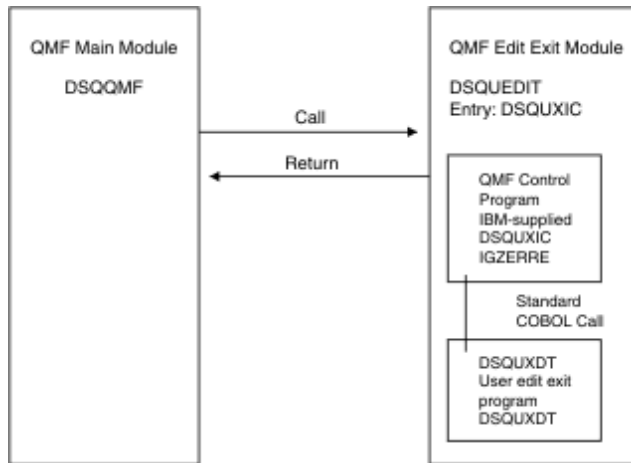 QMF Main Module
DSQQMF
Call
Return
QMF Edit Exit Module
DSQUEDIT
Entry: DSQUXIC
QMF Control
Program
IBM-supplied
DSQUXIC
IGZERRE
Standard
COBOL Call
DSQUXDT
User edit exit
program
DSQUXDT